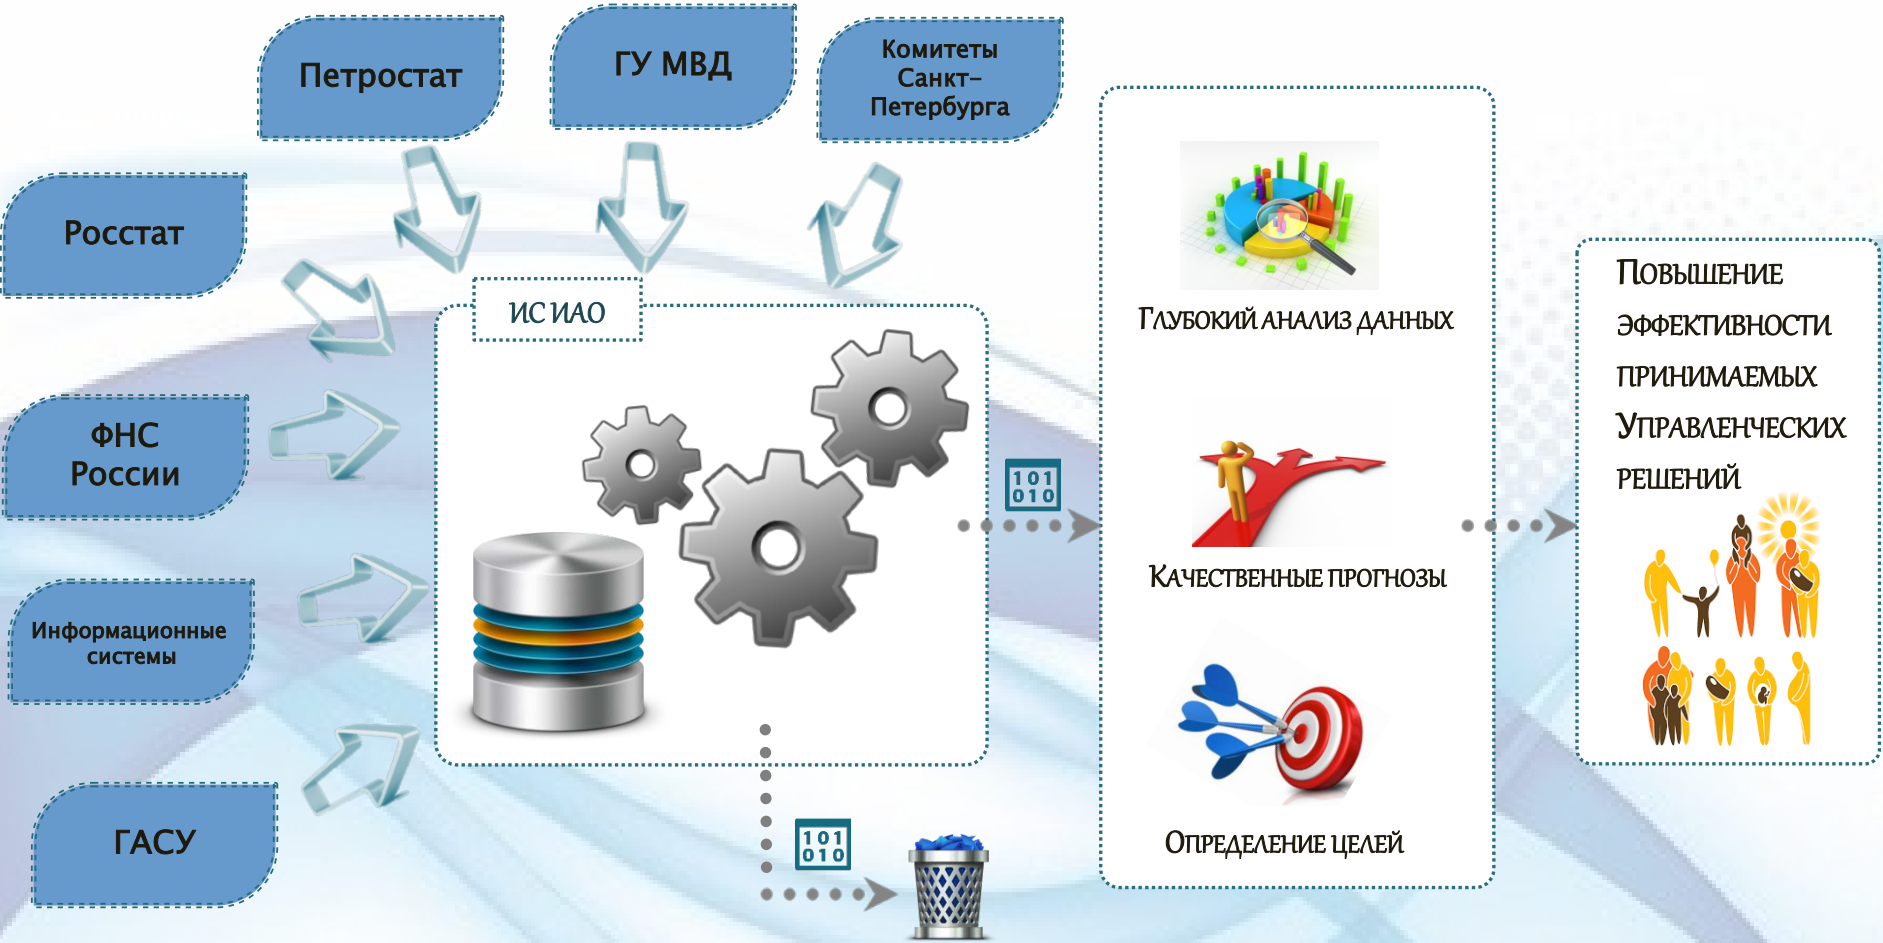 Петростат
ГУ МВД
Комитеты
Санкт-
Петербурга
Росстат
ФНС
России
Информационные
системы
ГАСУ
ИС ИАО
101
010
101
010
Глубокий анализ данных
Качественные прогнозы
Определение целей
Повышение
эффективности
принимаемых
Управленческих
решений